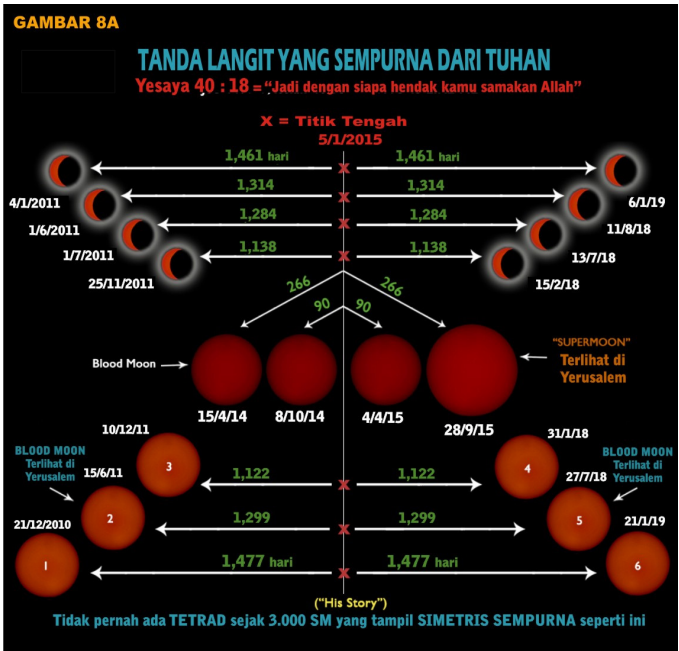 GAMBAR 8A
TANDA LANGIT YANG SEMPURNA DARI TUHAN
Yesaya 40 : 18 = “Jadi dengan siapa hendak kamu samakan Allah”
X = Titik Tengah
5/1/2015
1,461 hari X 1,461 hari
4/1/2011 6/1/19
1,314 X 1,314
1/6/2011 11/8/18
1,284 X 1,284
1/7/2011 13/7/18
1,138 X 1,138
25/11/2011 15/2/18
266 266
90 90
Blood Moon
“SUPERMOON”
Terlihat di
Yerusalem
15/4/14 8/10/14 4/4/15 28/9/15
10/12/11 31/1/18
3 4
1,122 X 1,122
BLOOD MOON
Terlihat di
Yerusalem
15/6/11 27/7/18
BLOOD MOON
Terlihat di
Yerusalem
2 5
1,299 X 1,299
21/12/2010 21/1/19
1 6
1,477 hari X 1,477 hari
(“His Story”)
Tidak pernah ada TETRAD sejak 3.000 SM yang tampil SIMETRIS SEMPURNA seperti ini